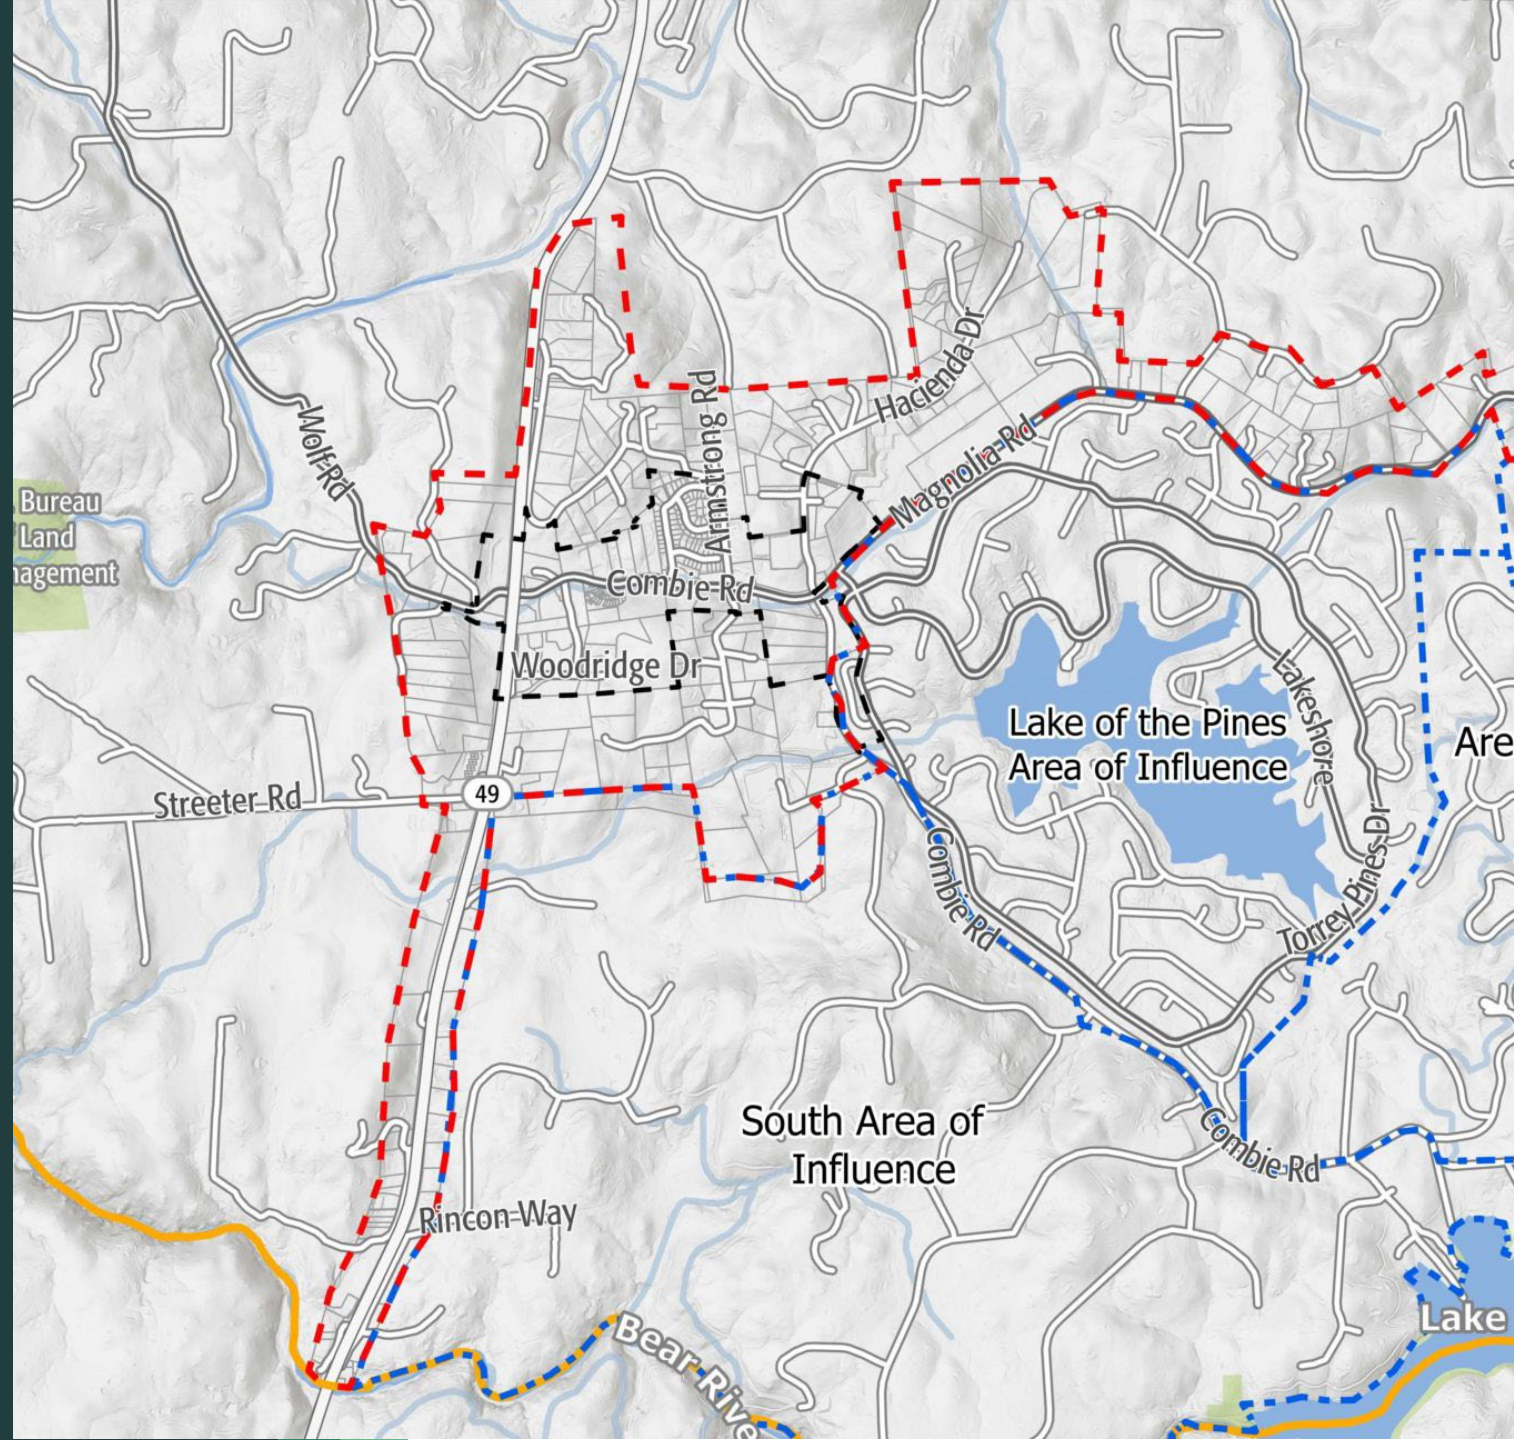 Hacienda Dr
Armstrong Rd
Wolf Rd
Magnolia Rd
Bureau
Land
nagement
Combie Rd
Woodridge Dr
Lakeshore
Lake of the Pines
Area of Influence
Are
49
Streeter Rd
Combie Rd
Torrey Pines Dr
South Area of
Influence
Combie Rd
Rincon Way
Bear Rive
Lake